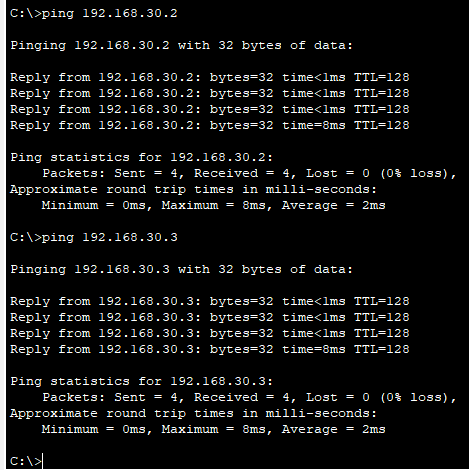 C:\>ping 192.168.30.2
Pinging 192.168.30.2 with 32 bytes of data:
Reply from 192.168.30.2: bytes=32 time<1ms TTL=128
Reply from 192.168.30.2: bytes=32 time<1ms TTL=128
Reply from 192.168.30.2: bytes=32 time<1ms TTL=128
Reply from 192.168.30.2: bytes=32 time=8ms TTL=128
Ping statistics for 192.168.30.2:
Packets: Sent = 4, Received = 4, Lost = 0 (0% loss),
Approximate round trip times in milli-seconds:
Minimum = 0ms, Maximum = 8ms, Average = 2ms
C:\>ping 192.168.30.3
Pinging 192.168.30.3 with 32 bytes of data:
Reply from 192.168.30.3: bytes=32 time<1ms TTL=128
Reply from 192.168.30.3: bytes=32 time<1ms TTL=128
Reply from 192.168.30.3: bytes=32 time<1ms TTL=128
Reply from 192.168.30.3: bytes=32 time=8ms TTL=128
Ping statistics for 192.168.30.3:
Packets: Sent = 4, Received = 4, Lost = 0 (0% loss),
Approximate round trip times in milli-seconds:
Minimum = 0ms, Maximum = 8ms, Average = 2ms
C:\>